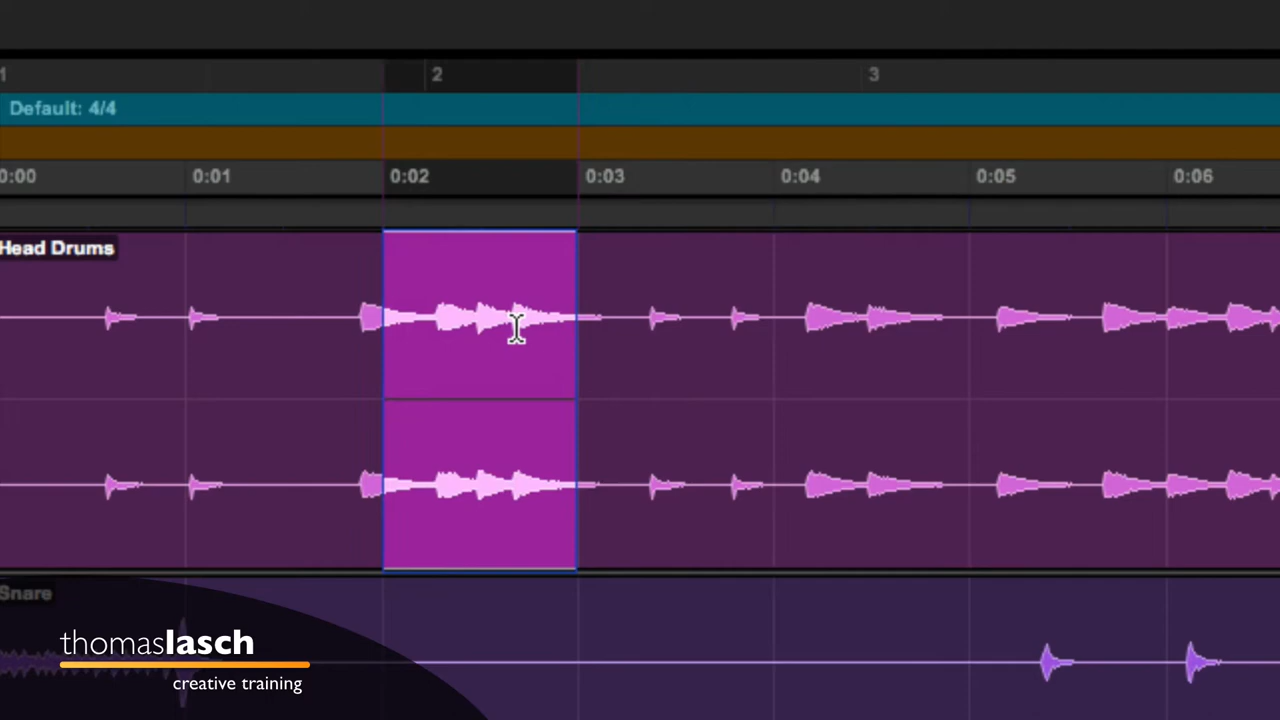 1 2 3
Default: 4/4
0:00 0:01 0:02 0:03 0:04 0:05 0:06
Head Drums
Snare
thomaslasch
creative training